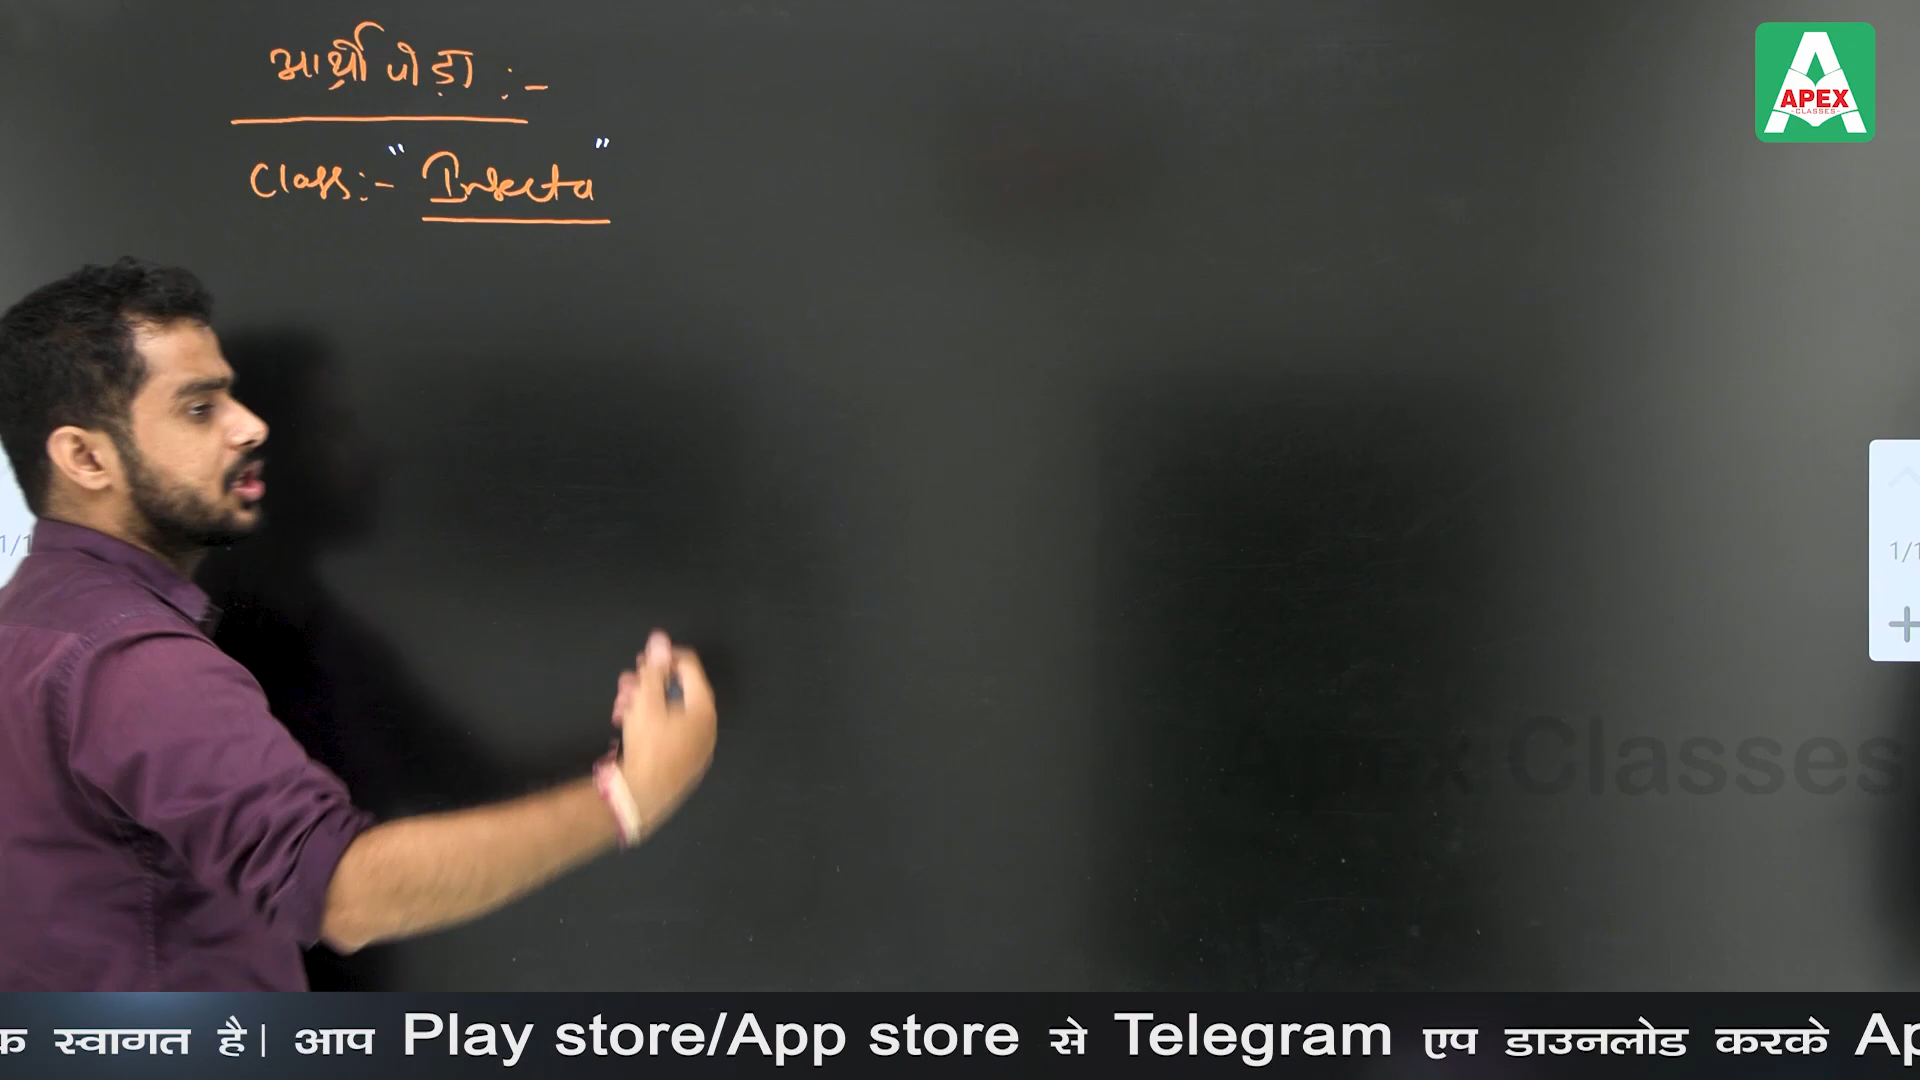 आर्थ्रोपोड़ा :-
Class:- "Insecta"
APEX
CLASSES
1/1
1/1
Apex Classes
क स्वागत है| आप Play store/App store से Telegram एप डाउनलोड करके Ap